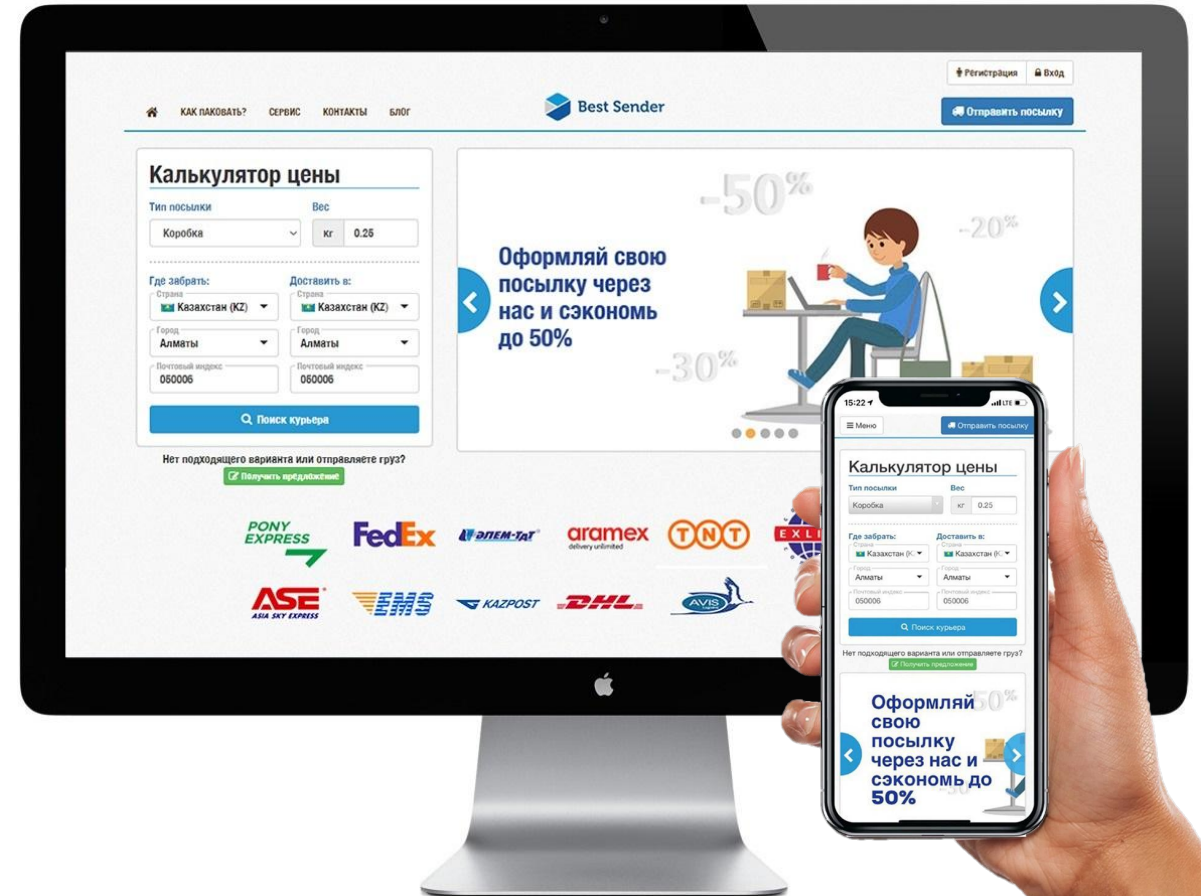 Регистрация Вход
КАК ПАКОВАТЬ? СЕРВИС КОНТАКТЫ БЛОГ
Best Sender
Отправить посылку
Калькулятор цены
Тип посылки Вес
Коробка кг 0.25
Где забрать: Доставить в:
Страна Страна
Казахстан (KZ) Казахстан (KZ)
Город Город
Алматы Алматы
Почтовый индекс Почтовый индекс
050006 050006
Поиск курьера
Нет подходящего варианта или отправляете груз?
Получить предложение
-50%
-20%
-30%
Оформляй свою
посылку через
нас и сэкономь
до 50%
PONY
EXPRESS
FedEx
ЭЛЕМ-ТАТ
aramex
delivery unlimited
TNT
EXLI
ASE
ASIA SKY EXPRESS
EMS
KAZPOST
DHL
AVIS
15:22 LTE
Меню Отправить посылку
Калькулятор цены
Тип посылки Вес
Коробка кг 0.25
Где забрать: Доставить в:
Страна Страна
Казахстан (К Казахстан (К
Город Город
Алматы Алматы
Почтовый индекс Почтовый индекс
050006 050006
Поиск курьера
Нет подходящего варианта или отправляете груз?
Получить предложение
50%
Оформляй
свою
посылку
через нас и
сэкономь до
50%